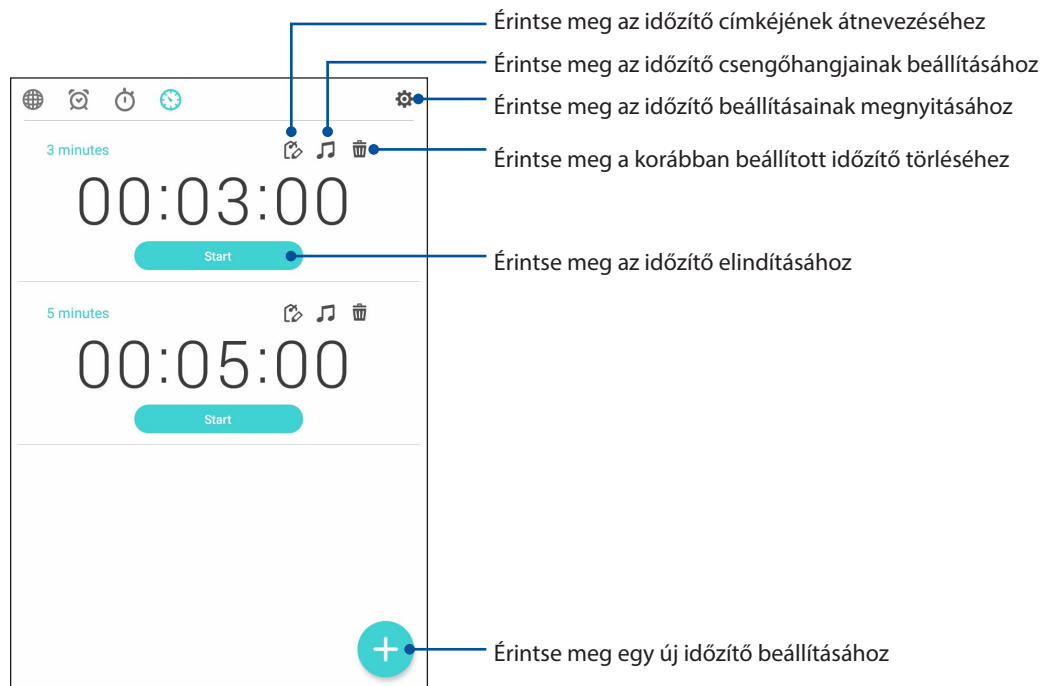 Érintse meg az időzítő címkéjének átnevezéséhez
Érintse meg az időzítő csengőhangjainak beállításához
Érintse meg az időzítő beállításainak megnyitásához
3 minutes
Érintse meg a korábban beállított időzítő törléséhez
00:03:00
Start
Érintse meg az időzítő elindításához
5 minutes
00:05:00
Start
Érintse meg egy új időzítő beállításához